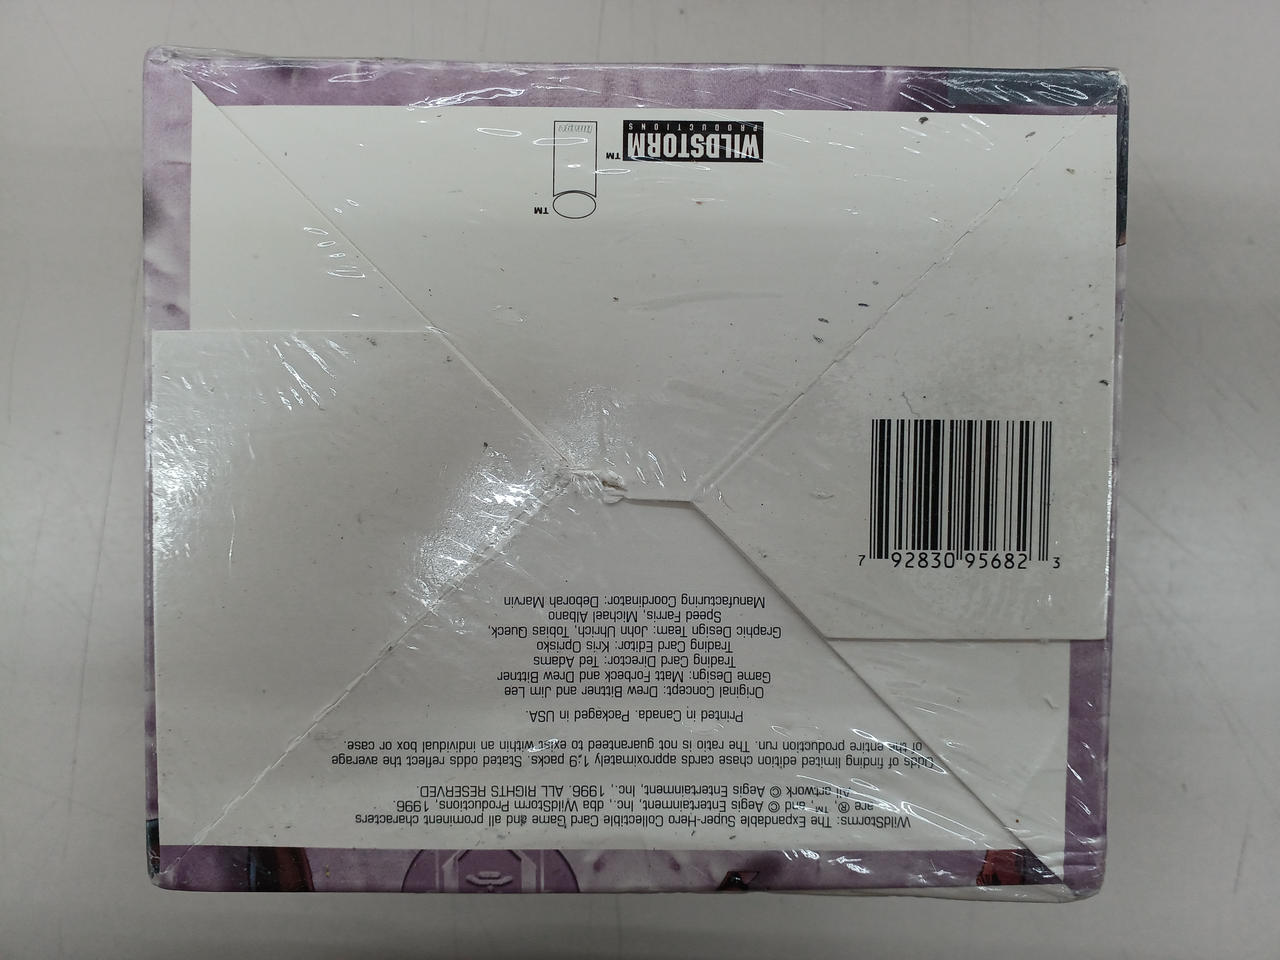 WildStorms: The Expandable Super-Hero Collectible Card Game and all prominent characters
are ®, ™, and © Aegis Entertainment, Inc., dba WildStorm Productions, 1996.
All artwork © Aegis Entertainment, Inc., 1996. ALL RIGHTS RESERVED.
Odds of finding limited edition chase cards approximately 1:9 packs. Stated odds reflect the average
of the entire production run. The ratio is not guaranteed to exist within an individual box or case.
Printed in Canada. Packaged in USA.
Original Concept: Drew Bittner and Jim Lee
Game Design: Matt Forbeck and Drew Bittner
Trading Card Director: Ted Adams
Trading Card Editor: Kris Oprisko
Graphic Design Team: John Uhrich, Tobias Queck,
Speed Farris, Michael Albano
Manufacturing Coordinator: Deborah Marvin
7 92830 95682 3
TM
WILDSTORM TM
PRODUCTIONS